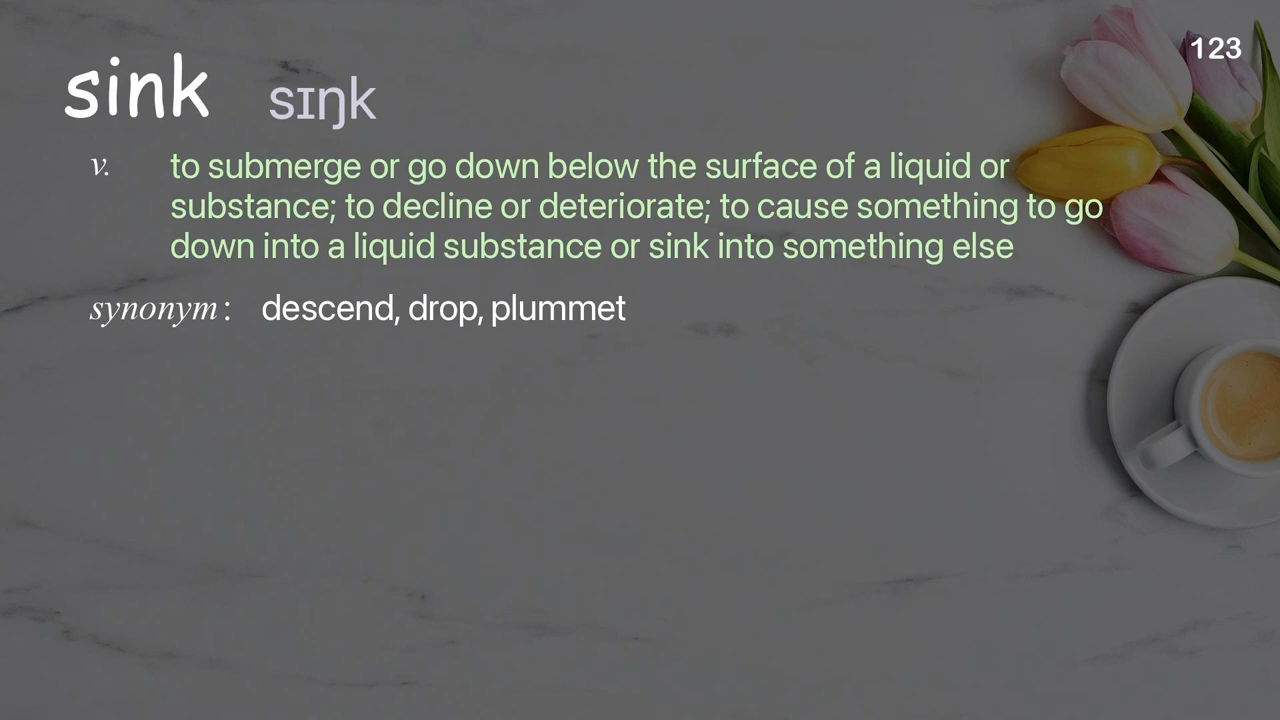 123
sink sɪŋk
v. to submerge or go down below the surface of a liquid or
substance; to decline or deteriorate; to cause something to go
down into a liquid substance or sink into something else
synonym: descend, drop, plummet